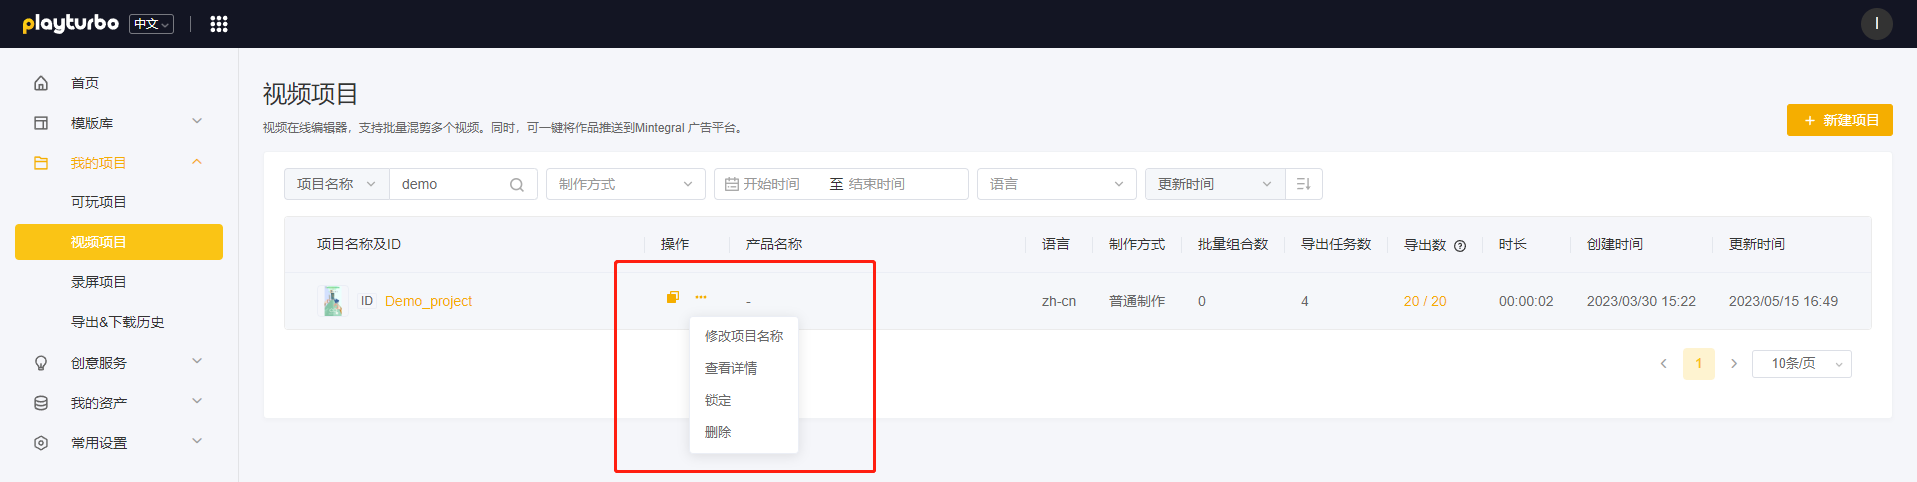 playturbo 中文 I
首页
模版库
我的项目
可玩项目
视频项目
录屏项目
导出&下载历史
创意服务
我的资产
常用设置
视频项目
视频在线编辑器，支持批量混剪多个视频。同时，可一键将作品推送到Mintegral 广告平台。
+ 新建项目
项目名称 demo 制作方式 开始时间 至 结束时间 语言 更新时间
项目名称及ID 操作 产品名称 语言 制作方式 批量组合数 导出任务数 导出数 时长 创建时间 更新时间
ID Demo_project ... - zh-cn 普通制作 0 4 20 / 20 00:00:02 2023/03/30 15:22 2023/05/15 16:49
修改项目名称
查看详情
锁定
删除
1 10条/页